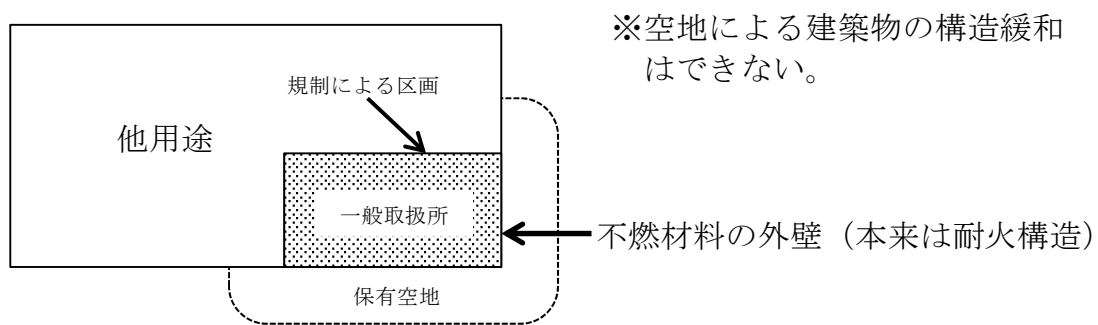 ※空地による建築物の構造緩和
はできない。
規制による区画
他用途
一般取扱所
不燃材料の外壁（本来は耐火構造）
保有空地